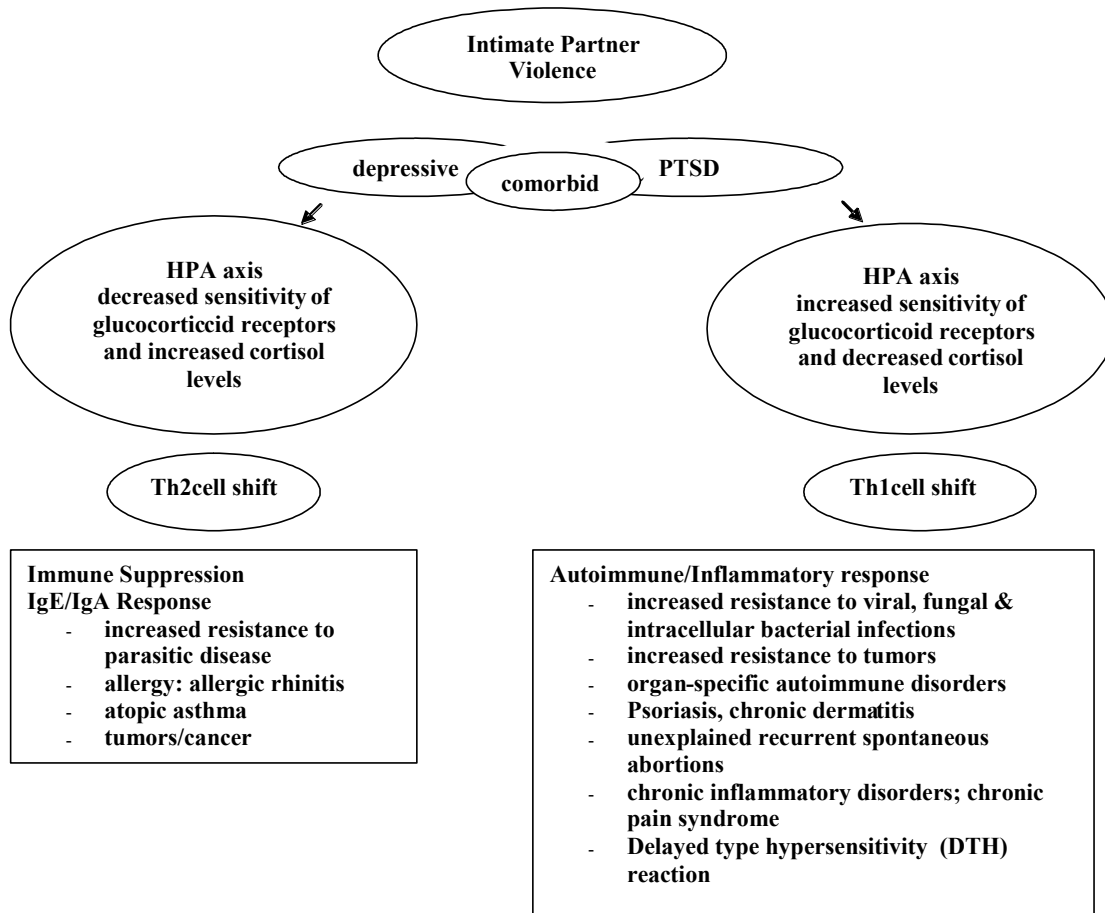 Intimate Partner
Violence
depressive
comorbid
PTSD
HPA axis
decreased sensitivity of
glucocorticcid receptors
and increased cortisol
levels
HPA axis
increased sensitivity of
glucocorticoid receptors
and decreased cortisol
levels
Th2cell shift
Th1cell shift
Immune Suppression
IgE/IgA Response
- increased resistance to
parasitic disease
- allergy: allergic rhinitis
- atopic asthma
- tumors/cancer
Autoimmune/Inflammatory response
- increased resistance to viral, fungal &
intracellular bacterial infections
- increased resistance to tumors
- organ-specific autoimmune disorders
- Psoriasis, chronic dermatitis
- unexplained recurrent spontaneous
abortions
- chronic inflammatory disorders; chronic
pain syndrome
- Delayed type hypersensitivity (DTH)
reaction